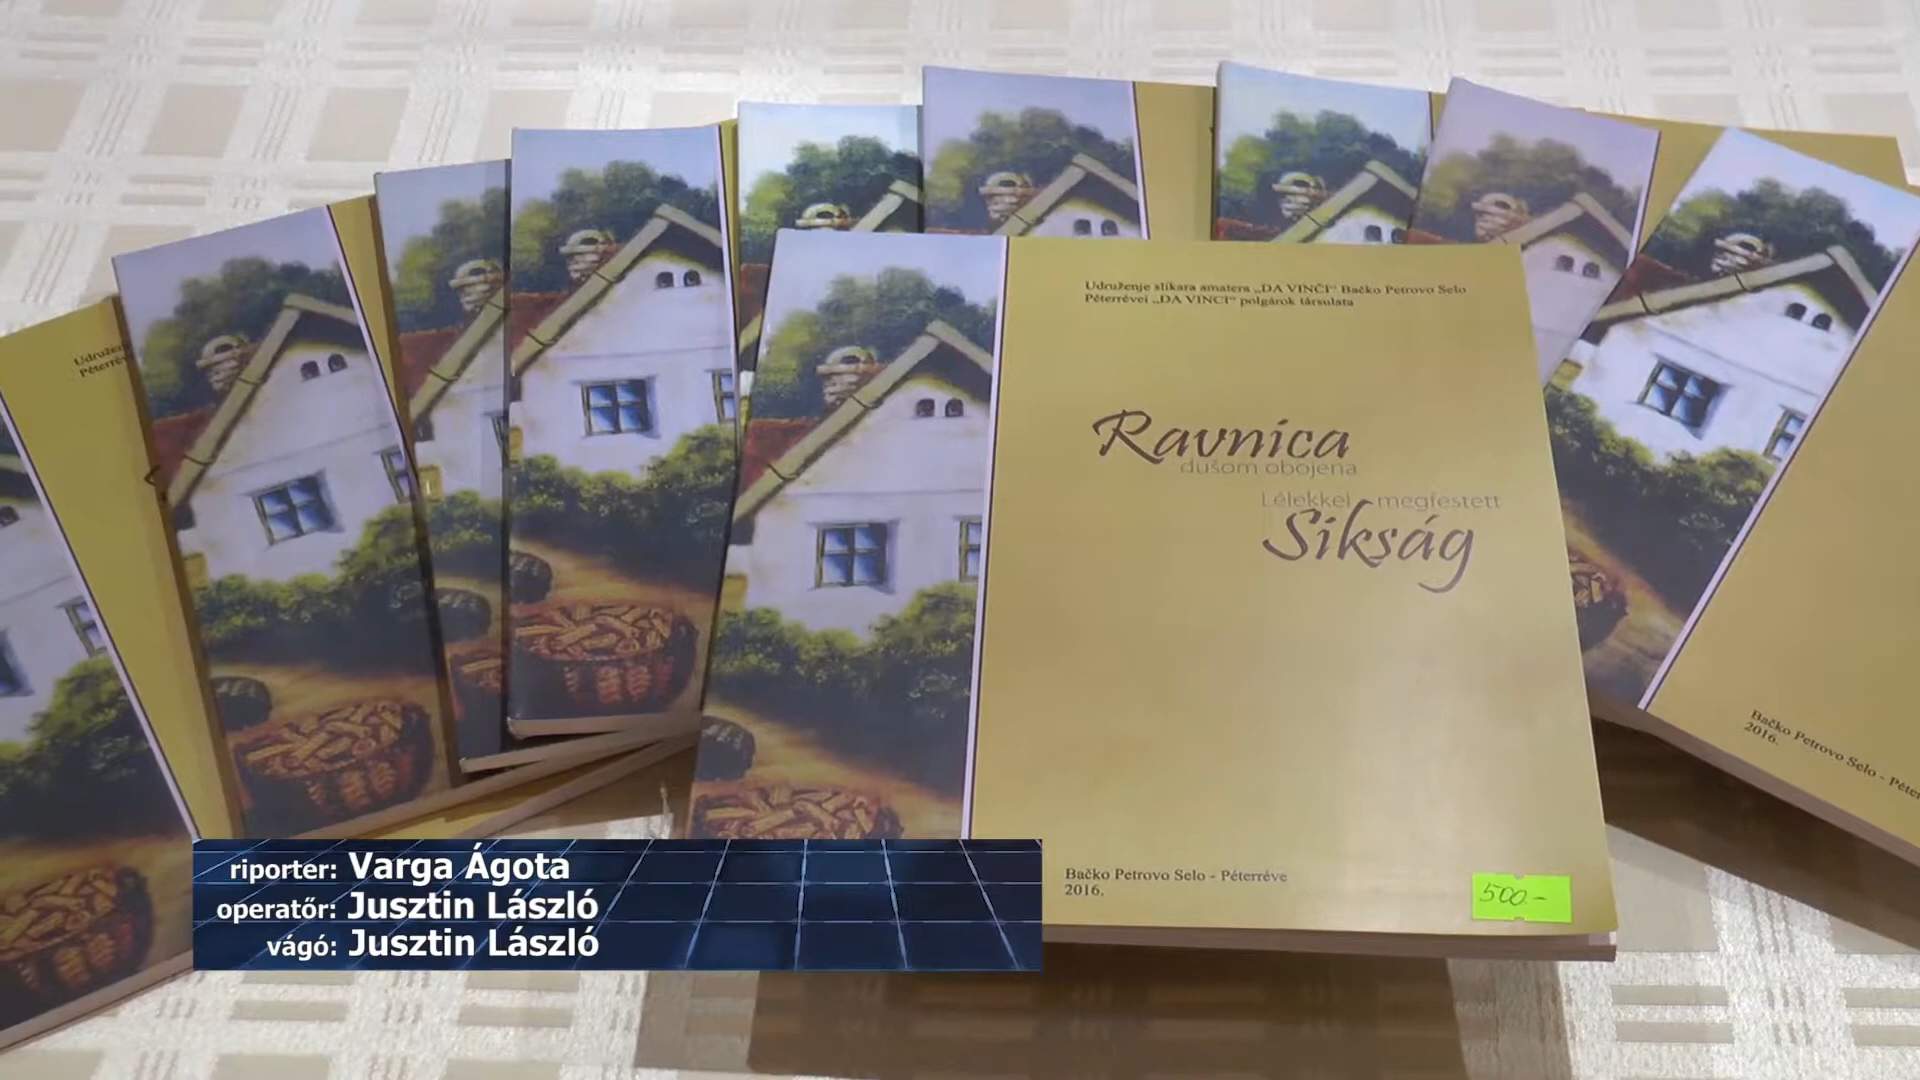 Udruženje slikara amatera „DA VINČI“ Bačko Petrovo Selo
Péterrévei „DA VINCI“ polgárok társulata
Ravnica
dušom obojena
Lélekkel megfestett
Síkság
Bačko Petrovo Selo - Péterréve
2016.
500.-
Bačko Petrovo Selo - Péter
2016.
Udruženje
Péterréve
riporter: Varga Ágota
operatőr: Jusztin László
vágó: Jusztin László